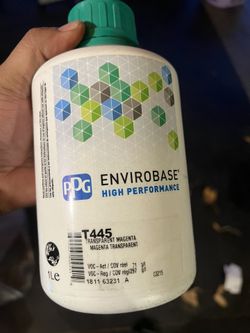 PPG
ENVIROBASE
HIGH PERFORMANCE
T445
TRANSPARENT MAGENTA
MAGENTA TRANSPARENT
1811 63231 A
1L℮